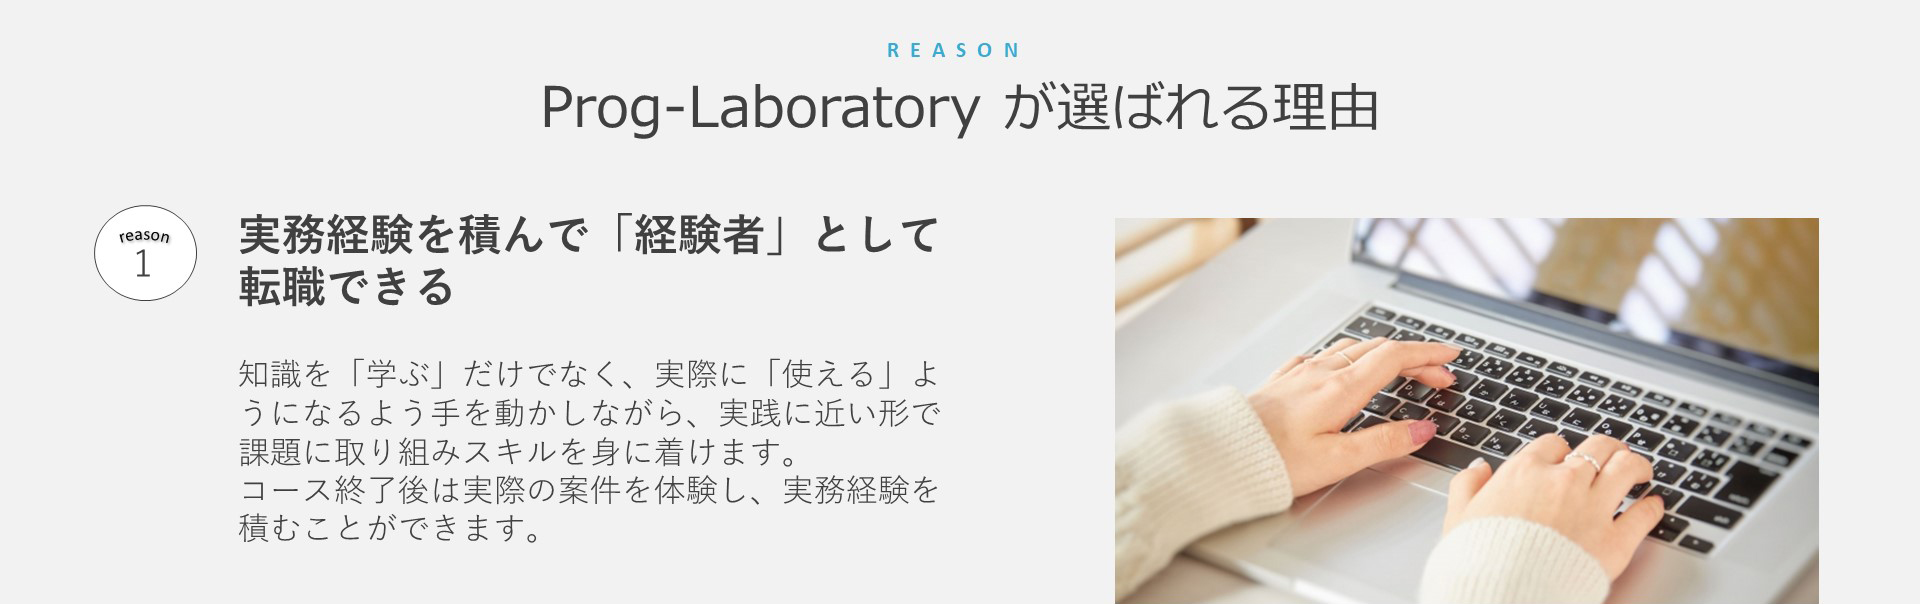 REASON
Prog-Laboratory が選ばれる理由
reason
1
実務経験を積んで「経験者」として
転職できる
知識を「学ぶ」だけでなく、実際に「使える」よ
うになるよう手を動かしながら、実践に近い形で
課題に取り組みスキルを身に着けます。
コース終了後は実際の案件を体験し、実務経験を
積むことができます。